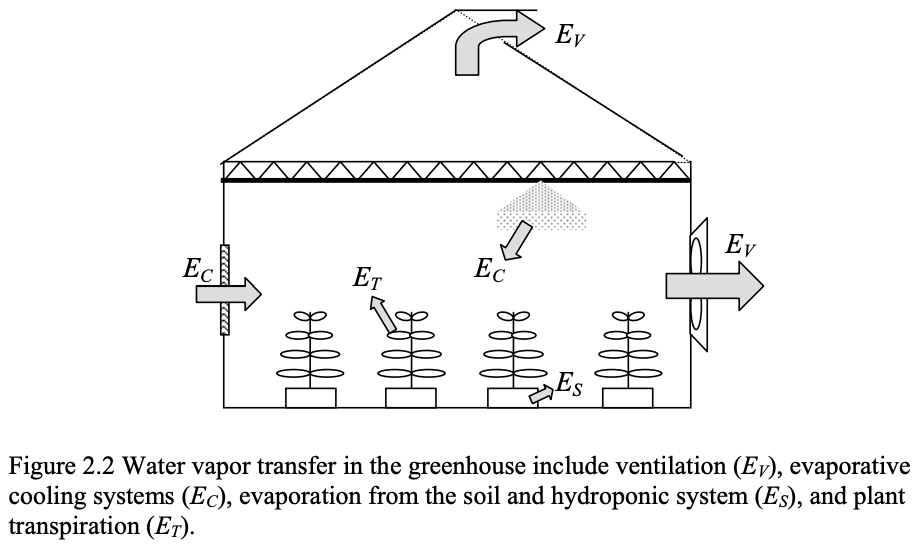 E_V
E_V
E_C
E_T
E_C
E_S
Figure 2.2 Water vapor transfer in the greenhouse include ventilation (E_V), evaporative
cooling systems (E_C), evaporation from the soil and hydroponic system (E_S), and plant
transpiration (E_T).